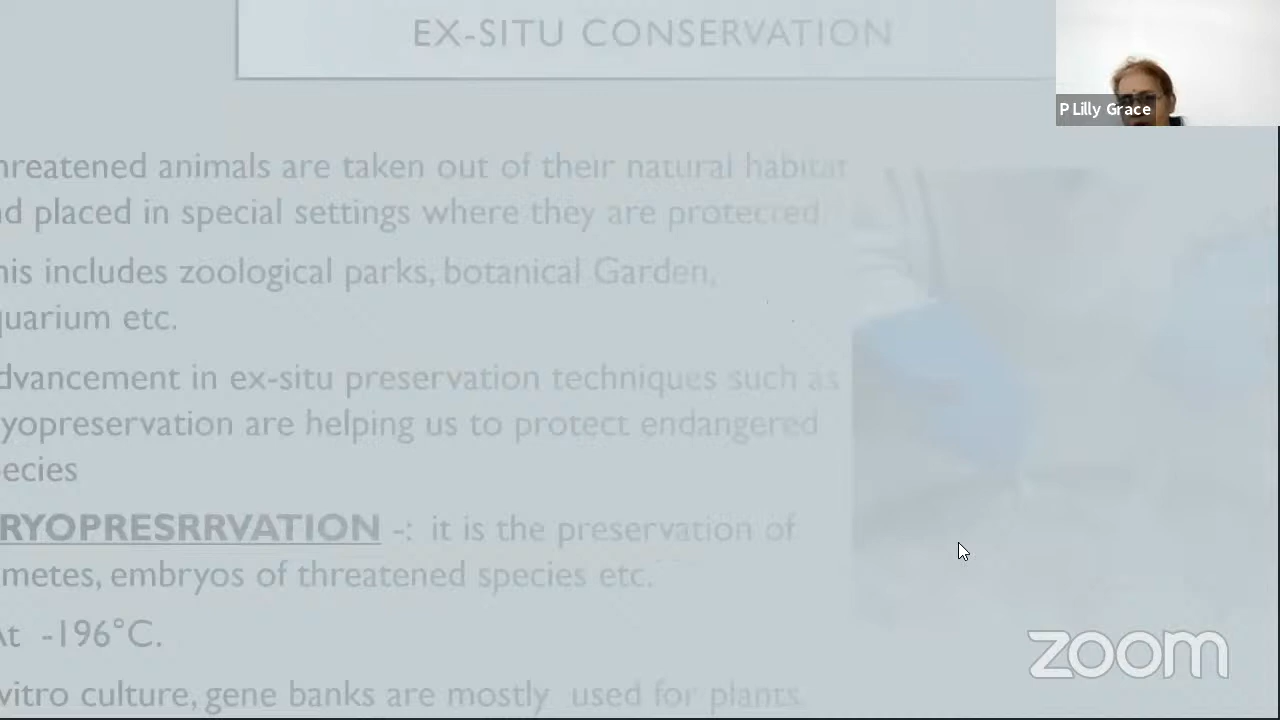 EX-SITU CONSERVATION
P Lilly Grace
hreatened animals are taken out of their natural habitat
nd placed in special settings where they are protected
his includes zoological parks, botanical Garden,
quarium etc.
dvancement in ex-situ preservation techniques such as
yopreservation are helping us to protect endangered
pecies
RYOPRESRRVATION -: it is the preservation of
metes, embryos of threatened species etc.
At -196°C.
vitro culture, gene banks are mostly used for plants.
zoom